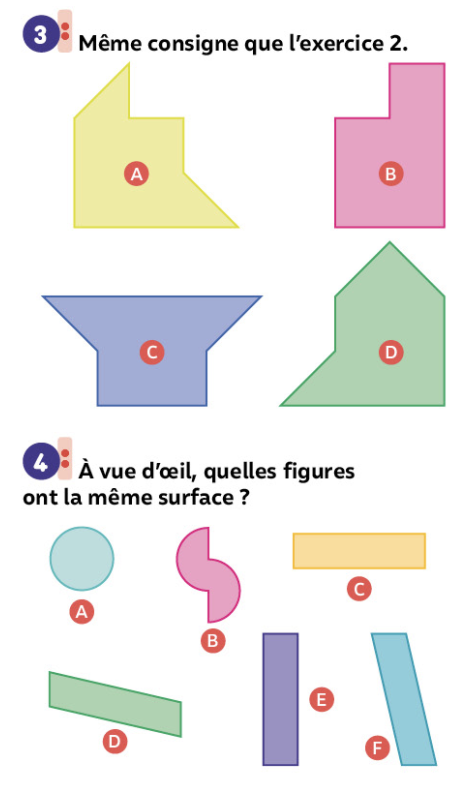 3 Même consigne que l'exercice 2.
A
B
C
D
4 À vue d'œil, quelles figures
ont la même surface ?
A
B
C
D
E
F